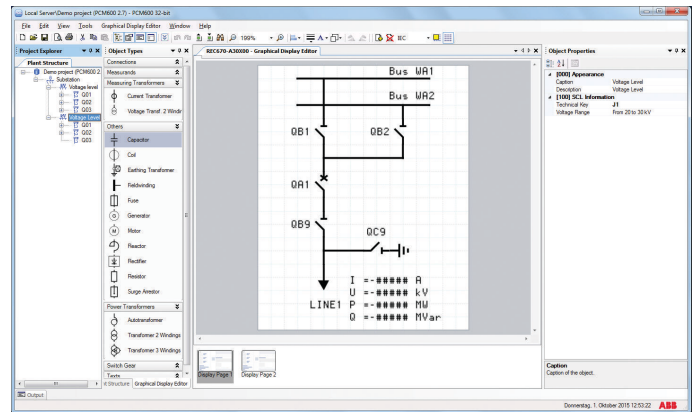 Local Server\Demo project (PCM600 2.7) - PCM600 32-bit
File Edit View Tools Graphical Display Editor Window Help
199% IEC
Project Explorer
Plant Structure
Demo project (PCM600 2.
Substation
Voltage level
Q01
Q02
Q03
Voltage Level
Q01
Q02
Q03
Object Types
Connections
Measurands
Measuring Transformers
Current Transformer
Voltage Transf. 2 Windin
Others
Capacitor
Coil
Earthing Transformer
Fieldwinding
Fuse
Generator
Motor
Reactor
Rectifier
Resistor
Surge Arrestor
Power Transformers
Autotransformer
Transformer 2 Windings
Transformer 3 Windings
Switch Gear
Texts
t Structure Graphical Display Editor
REC670-A30X00 - Graphical Display Editor
Bus WA1
Bus WA2
QB1 QB2
QA1
QB9 QC9
I =-##### A
U =-##### kV
LINE1 P =-##### MW
Q =-##### MVar
Display Page 1 Display Page 2
Object Properties
[000] Appearance
Caption Voltage Level
Description Voltage Level
[100] SCL Information
Technical Key J1
Voltage Range From 20 to 30 kV
Caption
Caption of the object.
Output
Donnerstag, 1. Oktober 2015 12:53:22 ABB